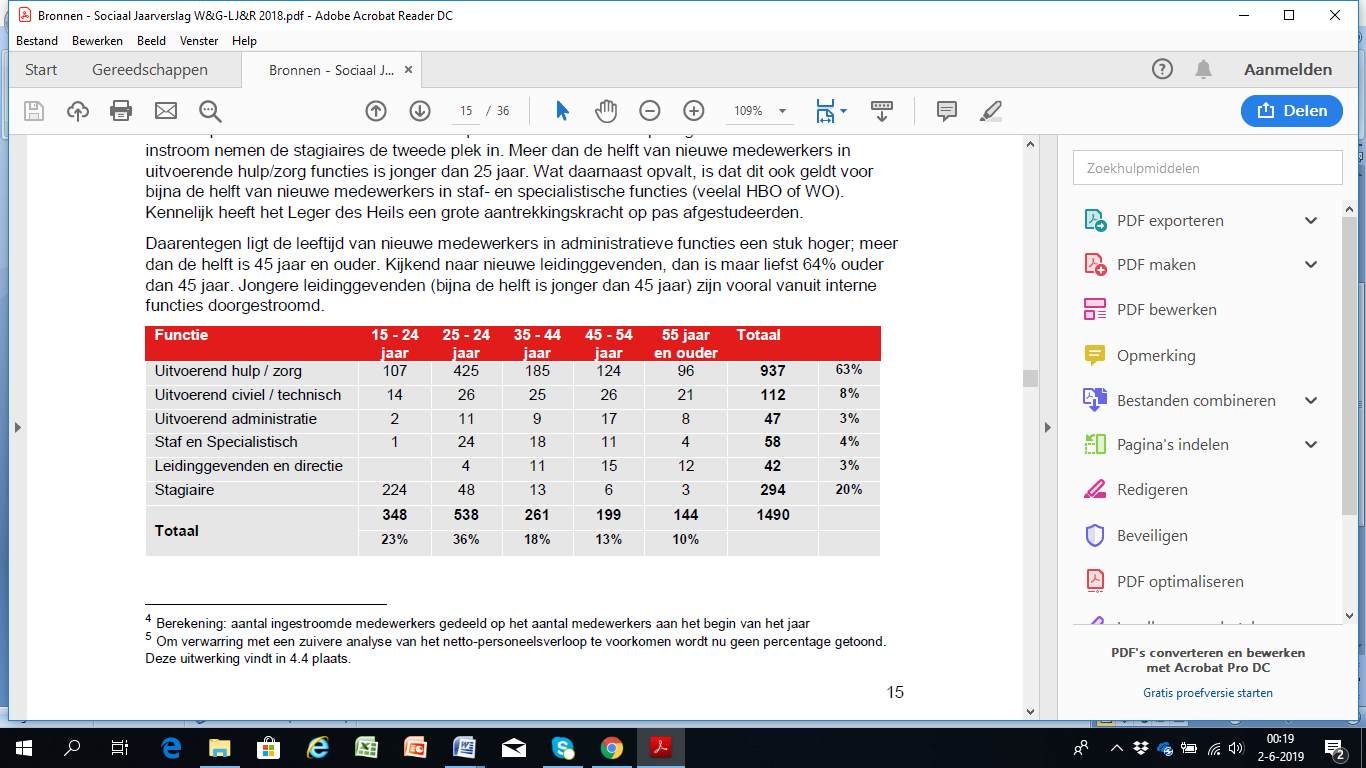 Bronnen - Sociaal Jaarverslag W&G-LJ&R 2018.pdf - Adobe Acrobat Reader DC
Bestand Bewerken Beeld Venster Help
Start Gereedschappen Bronnen - Sociaal J... × Aanmelden
15 / 36 109% Delen
instroom nemen de stagiaires de tweede plek in. Meer dan de helft van nieuwe medewerkers in
uitvoerende hulp/zorg functies is jonger dan 25 jaar. Wat daarnaast opvalt, is dat dit ook geldt voor
bijna de helft van nieuwe medewerkers in staf- en specialistische functies (veelal HBO of WO).
Kennelijk heeft het Leger des Heils een grote aantrekkingskracht op pas afgestudeerden.
Daarentegen ligt de leeftijd van nieuwe medewerkers in administratieve functies een stuk hoger; meer
dan de helft is 45 jaar en ouder. Kijkend naar nieuwe leidinggevenden, dan is maar liefst 64% ouder
dan 45 jaar. Jongere leidinggevenden (bijna de helft is jonger dan 45 jaar) zijn vooral vanuit interne
functies doorgestroomd.
Functie 15 - 24 jaar 25 - 24 jaar 35 - 44 jaar 45 - 54 jaar 55 jaar en ouder Totaal
Uitvoerend hulp / zorg 107 425 185 124 96 937 63%
Uitvoerend civiel / technisch 14 26 25 26 21 112 8%
Uitvoerend administratie 2 11 9 17 8 47 3%
Staf en Specialistisch 1 24 18 11 4 58 4%
Leidinggevenden en directie 4 11 15 12 42 3%
Stagiaire 224 48 13 6 3 294 20%
Totaal 348 538 261 199 144 1490
23% 36% 18% 13% 10%
4 Berekening: aantal ingestroomde medewerkers gedeeld op het aantal medewerkers aan het begin van het jaar
5 Om verwarring met een zuivere analyse van het netto-personeelsverloop te voorkomen wordt nu geen percentage getoond.
Deze uitwerking vindt in 4.4 plaats.
15
Zoekhulpmiddelen
PDF exporteren
PDF maken
PDF bewerken
Opmerking
Bestanden combineren
Pagina's indelen
Redigeren
Beveiligen
PDF optimaliseren
PDF's converteren en bewerken
met Acrobat Pro DC
Gratis proefversie starten
00:19
2-6-2019
2